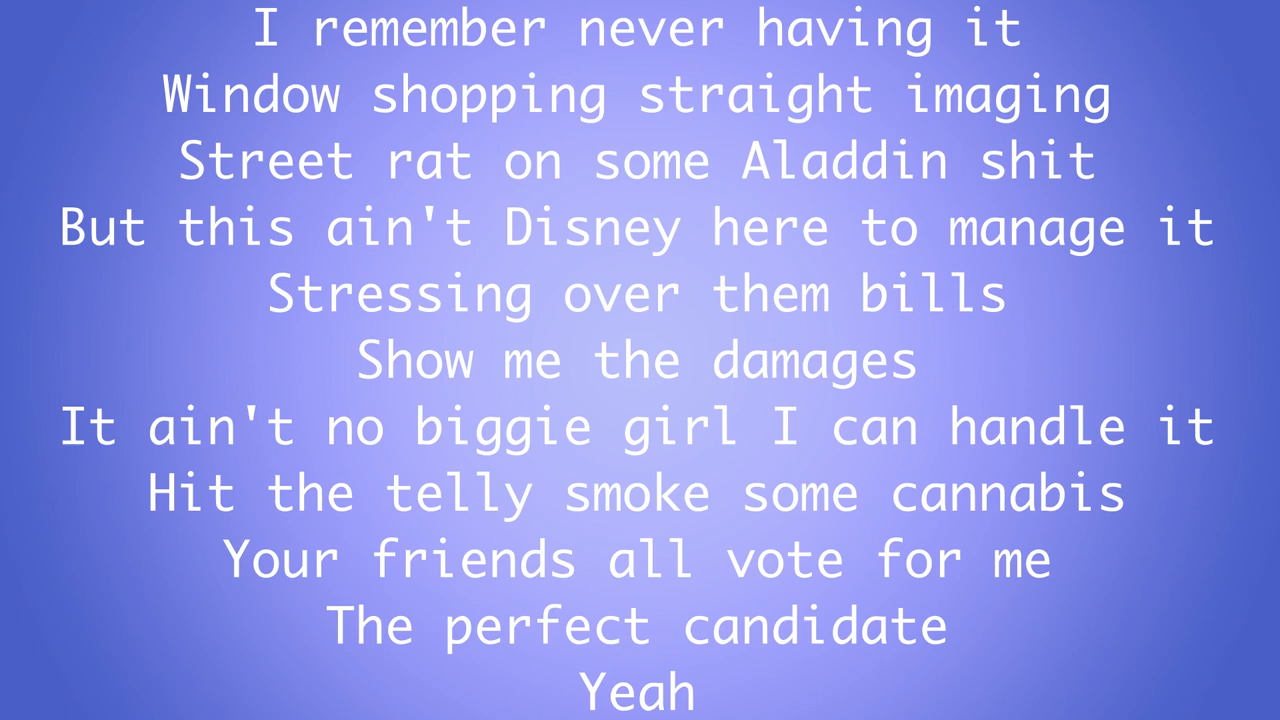 I remember never having it
Window shopping straight imaging
Street rat on some Aladdin shit
But this ain't Disney here to manage it
Stressing over them bills
Show me the damages
It ain't no biggie girl I can handle it
Hit the telly smoke some cannabis
Your friends all vote for me
The perfect candidate
Yeah